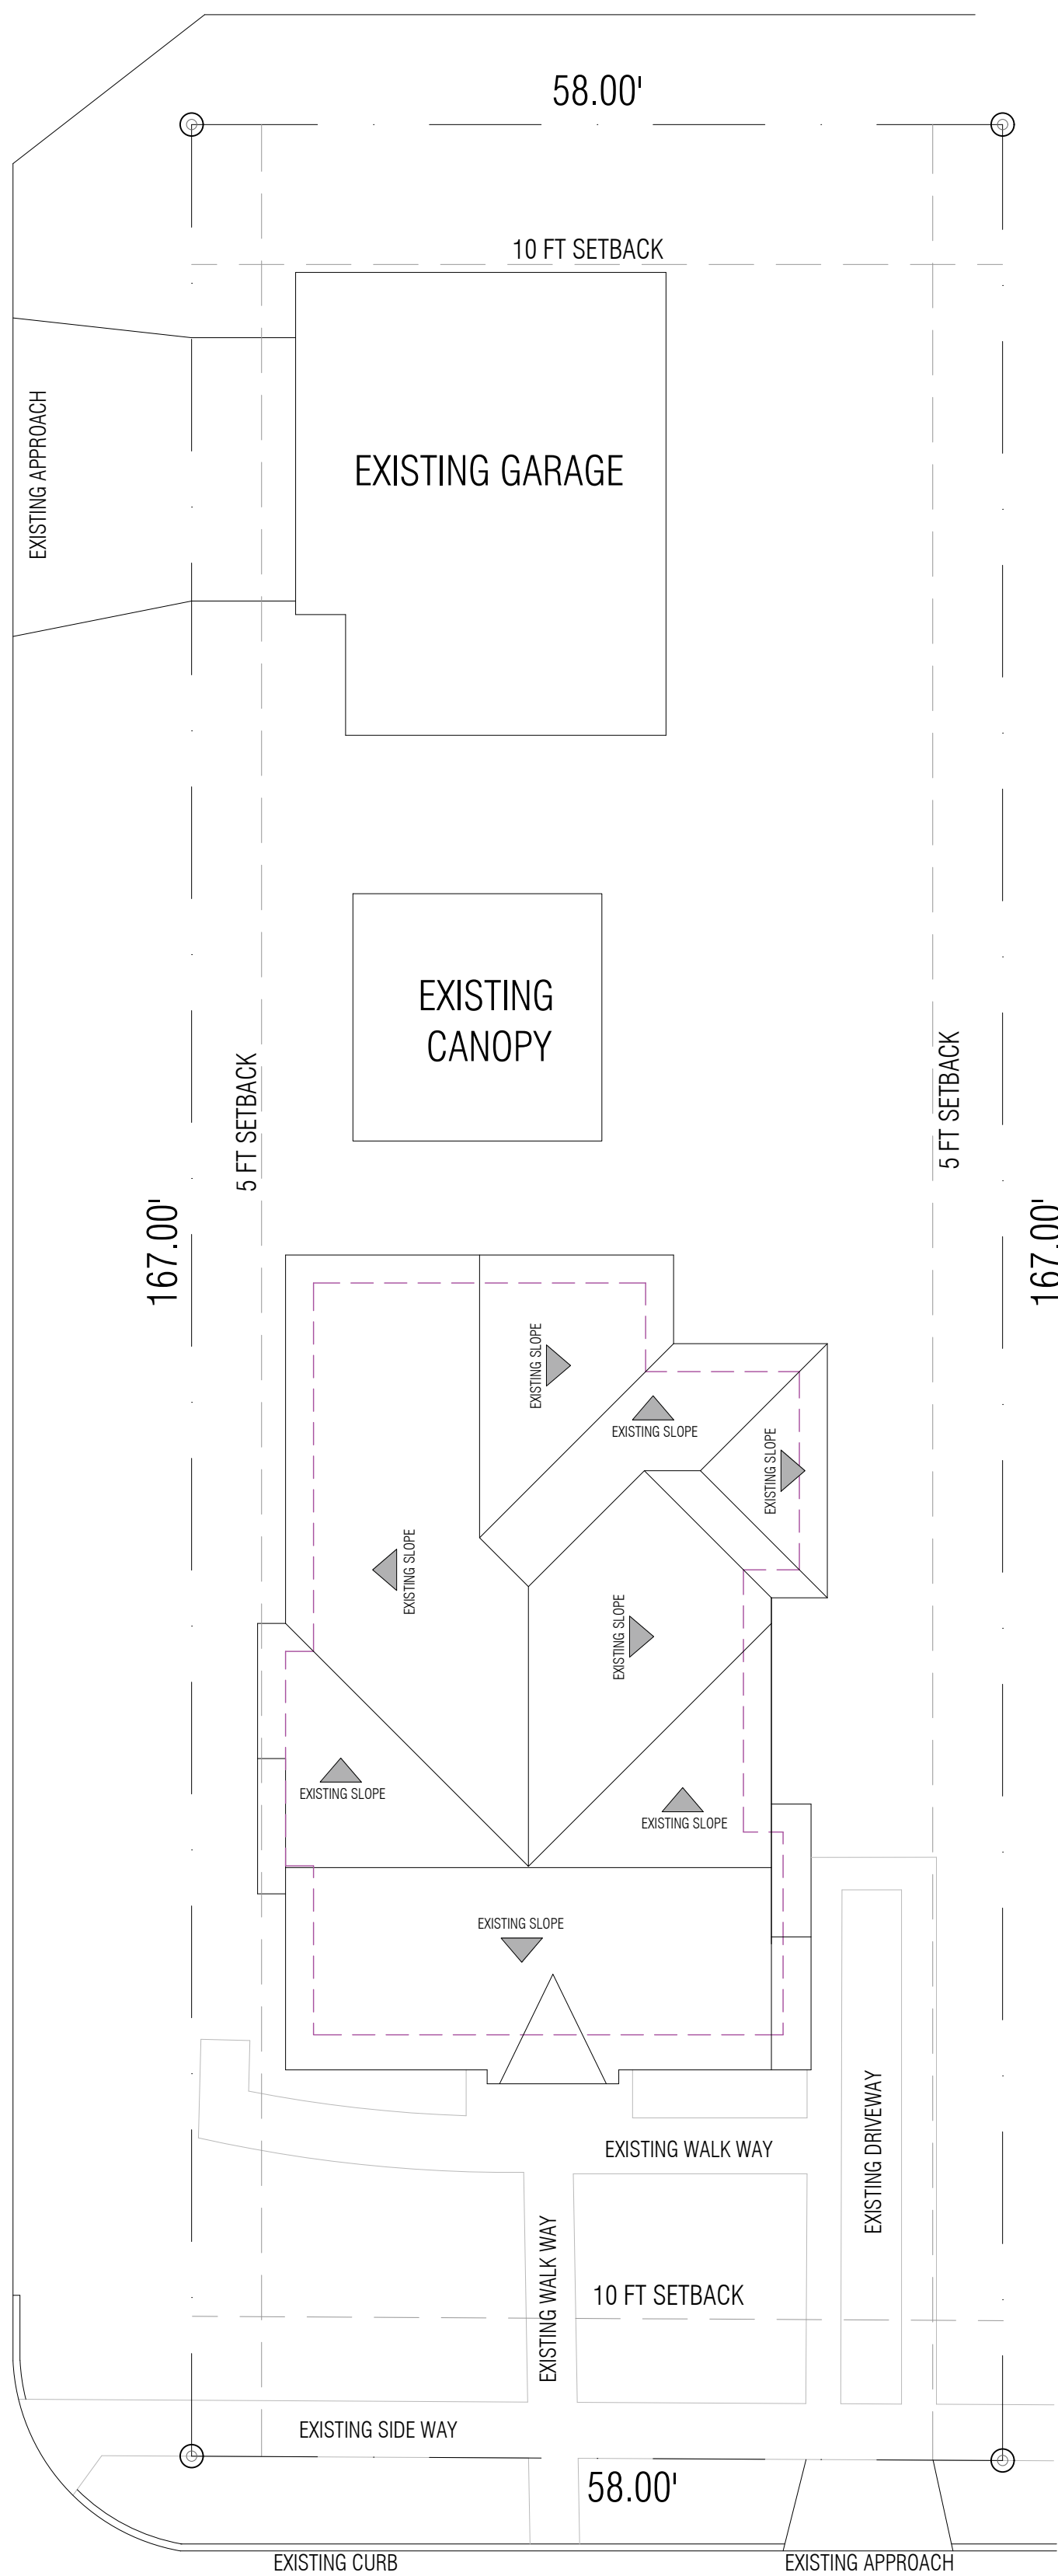 58.00'
10 FT SETBACK
EXISTING APPROACH
EXISTING GARAGE
EXISTING
CANOPY
5 FT SETBACK
5 FT SETBACK
167.00'
167.00'
EXISTING SLOPE
EXISTING SLOPE
EXISTING SLOPE
EXISTING SLOPE
EXISTING SLOPE
EXISTING SLOPE
EXISTING SLOPE
EXISTING SLOPE
EXISTING WALK WAY
EXISTING DRIVEWAY
EXISTING WALK WAY
10 FT SETBACK
EXISTING SIDE WAY
58.00'
EXISTING CURB
EXISTING APPROACH